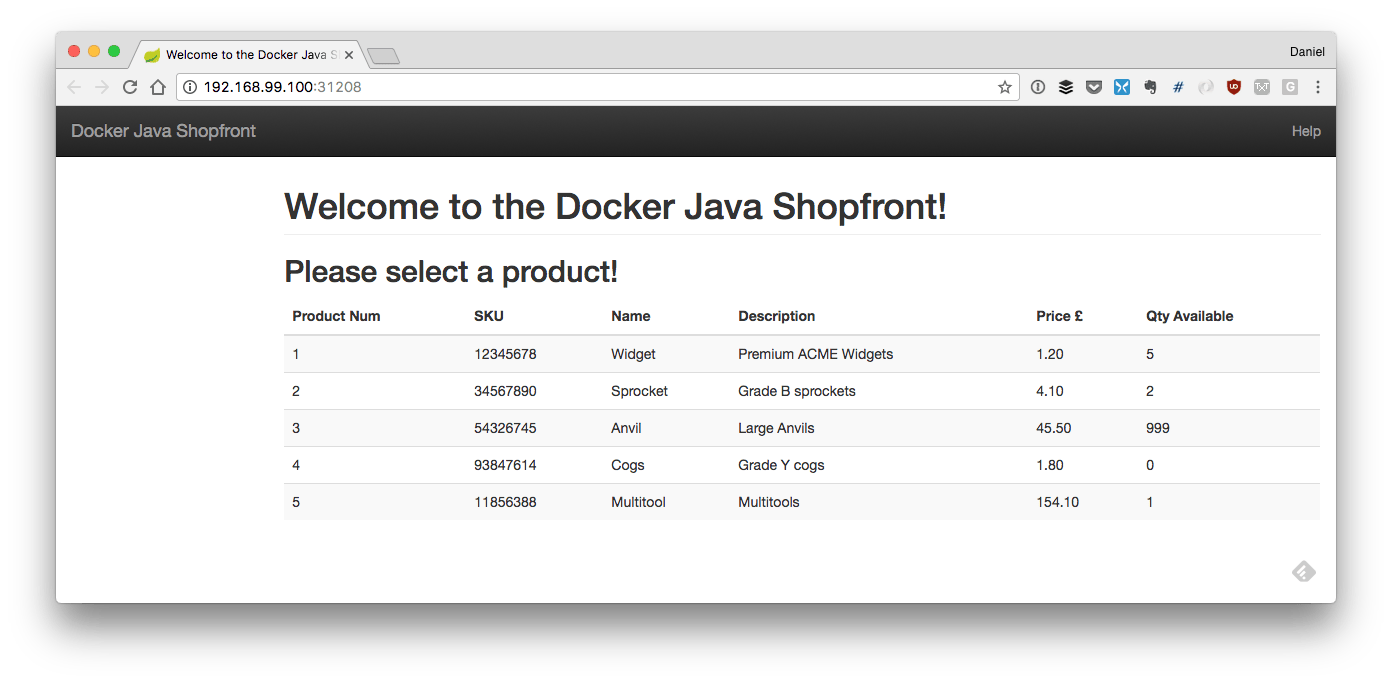 Welcome to the Docker Java S
Daniel
192.168.99.100:31208
Docker Java Shopfront Help
Welcome to the Docker Java Shopfront!
Please select a product!
Product Num SKU Name Description Price £ Qty Available
1 12345678 Widget Premium ACME Widgets 1.20 5
2 34567890 Sprocket Grade B sprockets 4.10 2
3 54326745 Anvil Large Anvils 45.50 999
4 93847614 Cogs Grade Y cogs 1.80 0
5 11856388 Multitool Multitools 154.10 1